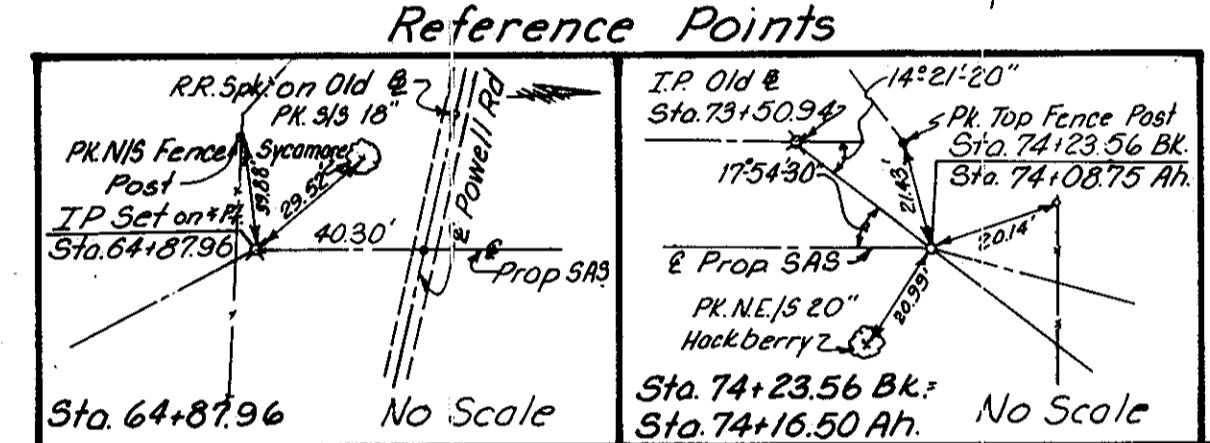 Reference Points
R.R. Spk. on Old ℄
PK. S/S 18"
Sycamore
PK. N/S Fence
Post
39.88'
29.52'
IP Set on
Sta. 64+87.96
40.30'
℄ Powell Rd
℄
Prop SAS
Sta. 64+87.96
No Scale
I.P. Old ℄
Sta. 73+50.94
14°-21'-20"
Pk. Top Fence Post
Sta. 74+23.56 BK.
Sta. 74+08.75 Ah.
17°-54'-30"
21.43'
20.14'
℄ Prop. SAS
20.99'
PK. N.E./S 20"
Hackberry
Sta. 74+23.56 BK.=
Sta. 74+16.50 Ah.
No Scale